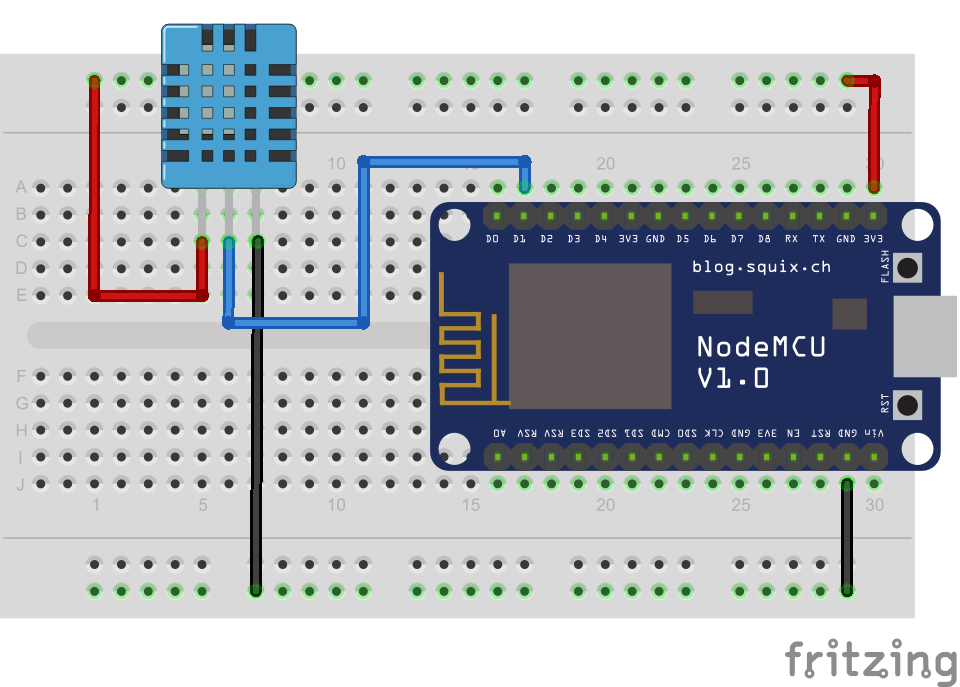 10 20 25 30
A
B
C
D
E
D0 D1 D2 D3 D4 3V3 GND D5 D6 D7 D8 RX TX GND 3V3
blog.squix.ch
FLASH
NodeMCU
V1.0
RST
A0 RSV RSV SD3 SD2 SD1 CMD SD0 CLK GND 3V3 EN RST GND Vin
F
G
H
I
J
1 5 10 15 20 25 30
fritzing